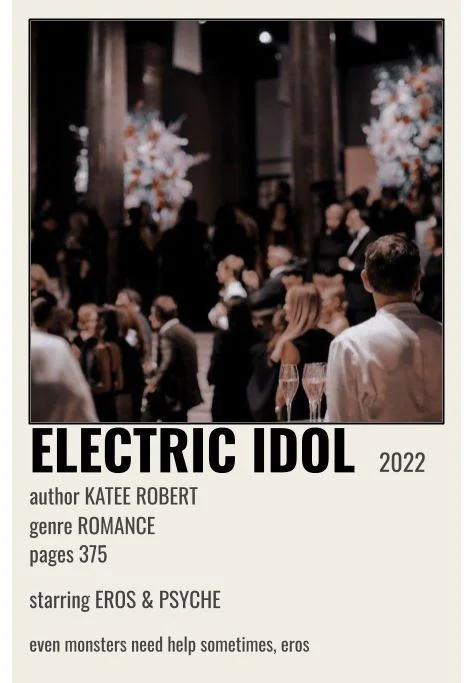 ELECTRIC IDOL 2022
author KATEE ROBERT
genre ROMANCE
pages 375
starring EROS & PSYCHE
even monsters need help sometimes, eros